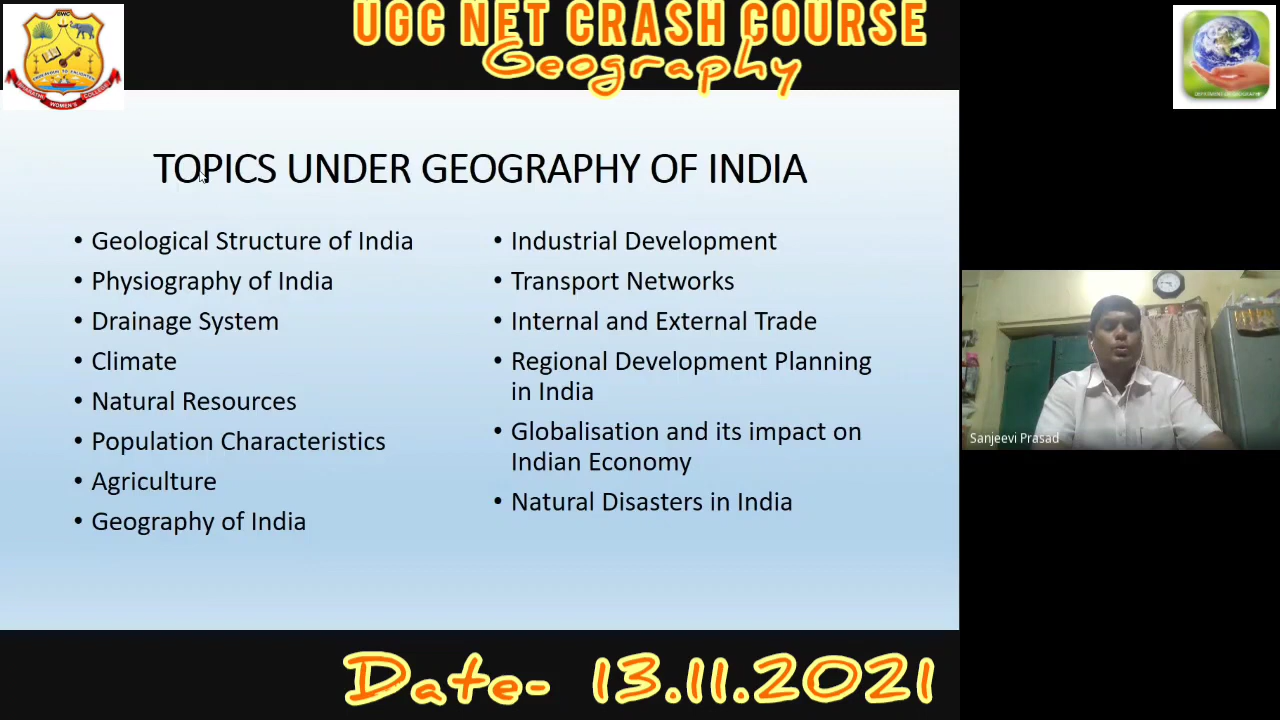 UGC NET CRASH COURSE
Geography
BWC
WOMEN'S
TOPICS UNDER GEOGRAPHY OF INDIA
• Geological Structure of India
• Physiography of India
• Drainage System
• Climate
• Natural Resources
• Population Characteristics
• Agriculture
• Geography of India
• Industrial Development
• Transport Networks
• Internal and External Trade
• Regional Development Planning
in India
• Globalisation and its impact on
Indian Economy
• Natural Disasters in India
Sanjeevi Prasad
Date- 13.11.2021